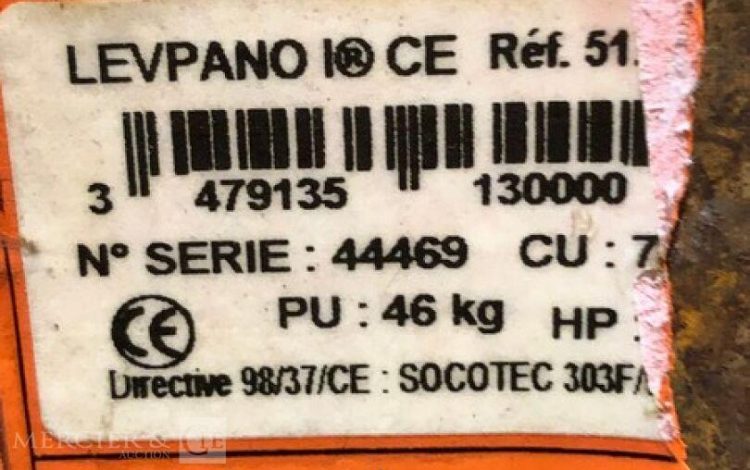 LEVPANO I® CE Réf. 51.
3 479135 130000
N° SERIE : 44469 CU : 7
PU : 46 kg HP :
CE
Directive 98/37/CE : SOCOTEC 303F/
MERCIER & CIE
AUCTION